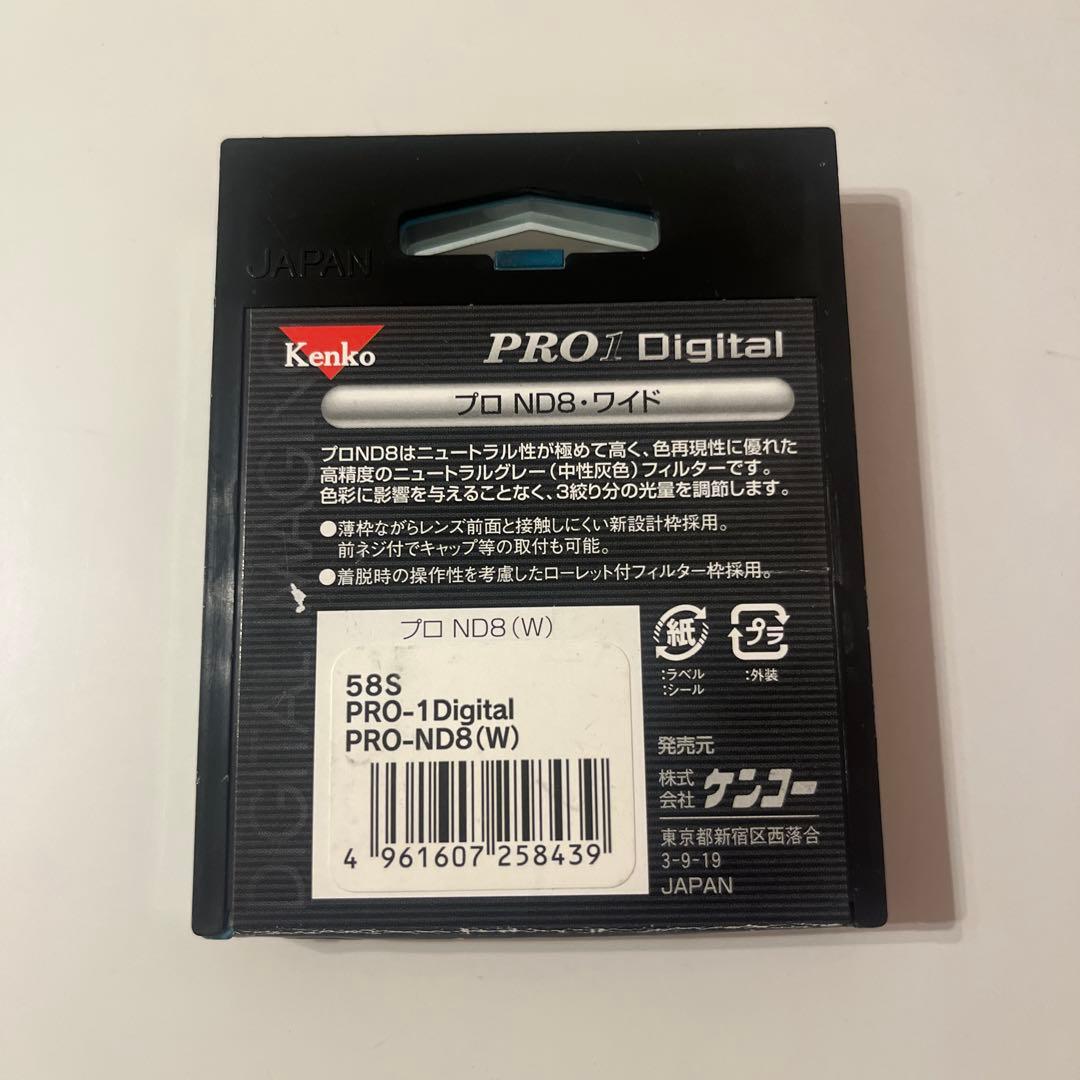 JAPAN
Kenko
PRO1 Digital
プロ ND8・ワイド
プロND8はニュートラル性が極めて高く、色再現性に優れた
高精度のニュートラルグレー(中性灰色)フィルターです。
色彩に影響を与えることなく、3絞り分の光量を調節します。
●薄枠ながらレンズ前面と接触しにくい新設計枠採用。
前ネジ付でキャップ等の取付も可能。
●着脱時の操作性を考慮したローレット付フィルター枠採用。
プロ ND8(W)
58S
PRO-1Digital
PRO-ND8(W)
4 961607 258439
紙
:ラベル
:シール
プラ
:外装
発売元
株式
会社 ケンコー
東京都新宿区西落合
3-9-19
JAPAN